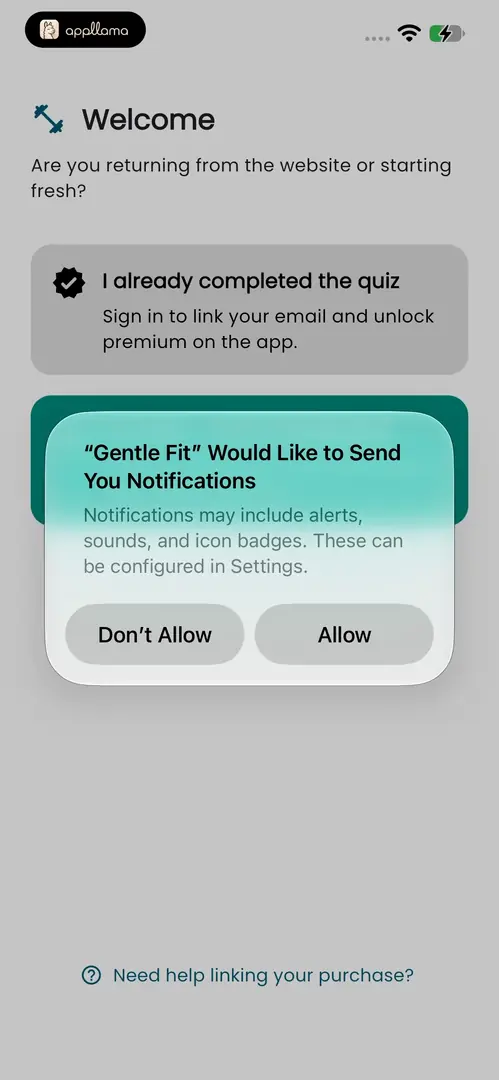 appllama
Welcome
Are you returning from the website or starting
fresh?
I already completed the quiz
Sign in to link your email and unlock
premium on the app.
“Gentle Fit” Would Like to Send
You Notifications
Notifications may include alerts,
sounds, and icon badges. These can
be configured in Settings.
Don’t Allow
Allow
Need help linking your purchase?